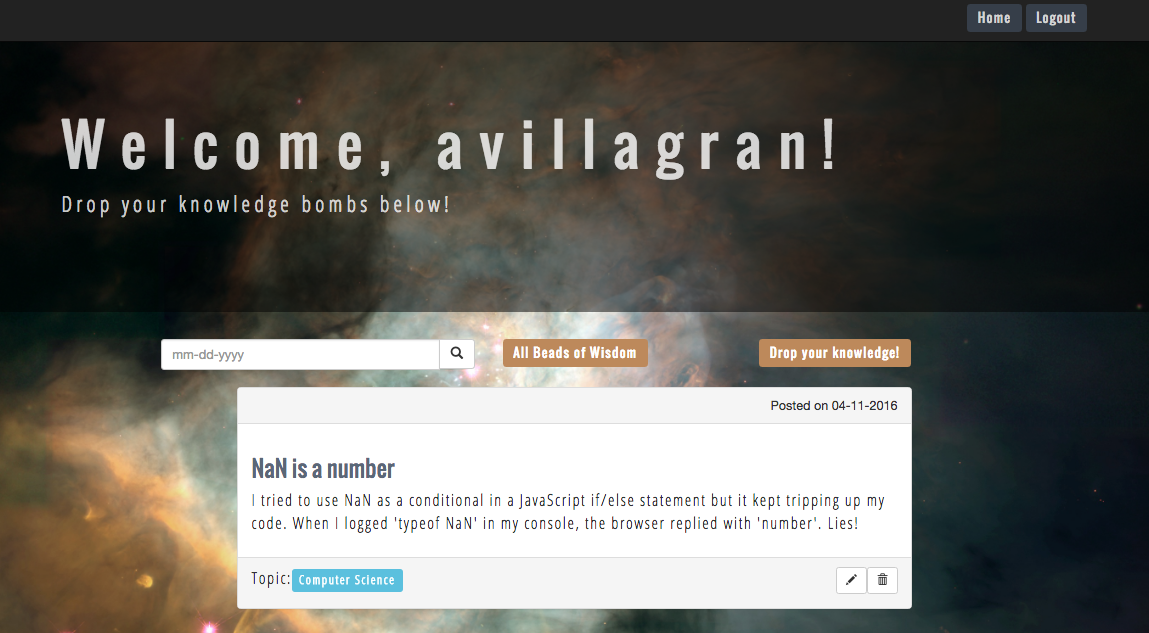 Home Logout
Welcome, avillagran!
Drop your knowledge bombs below!
mm-dd-yyyy All Beads of Wisdom Drop your knowledge!
Posted on 04-11-2016
NaN is a number
I tried to use NaN as a conditional in a JavaScript if/else statement but it kept tripping up my
code. When I logged 'typeof NaN' in my console, the browser replied with 'number'. Lies!
Topic: Computer Science